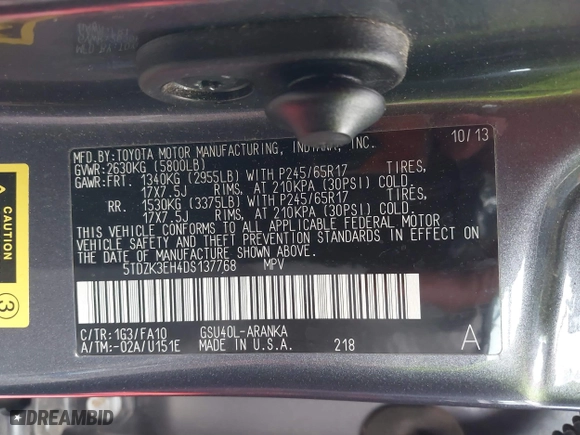 10/13
MFD.BY:TOYOTA MOTOR MANUFACTURING, INDIANA, INC.
GVWR:2630KG (5800LB)
GAWR:FRT. 1340KG (2955LB) WITH P245/65R17 TIRES,
17X7.5J RIMS, AT 210KPA (30PSI) COLD
RR. 1530KG (3375LB) WITH P245/65R17 TIRES,
17X7.5J RIMS, AT 210KPA (30PSI) COLD
THIS VEHICLE CONFORMS TO ALL APPLICABLE FEDERAL MOTOR
VEHICLE SAFETY AND THEFT PREVENTION STANDARDS IN EFFECT ON
THE DATE OF MANUFACTURE SHOWN ABOVE.
5TDZK3EH4DS137768 MPV
C/TR:1G3/FA10 GSU40L-ARANKA
A/TM:-02A/U151E MADE IN U.S.A. 218 A
3
DREAMBID